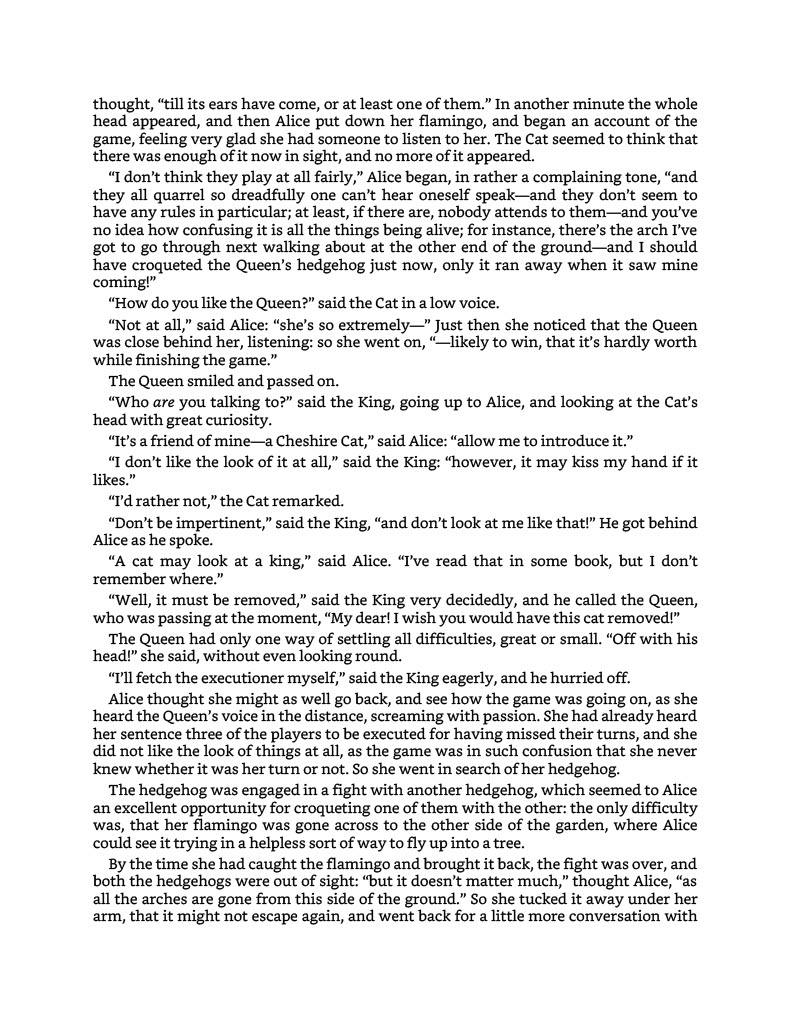 thought, “till its ears have come, or at least one of them.” In another minute the whole
head appeared, and then Alice put down her flamingo, and began an account of the
game, feeling very glad she had someone to listen to her. The Cat seemed to think that
there was enough of it now in sight, and no more of it appeared.
“I don’t think they play at all fairly,” Alice began, in rather a complaining tone, “and
they all quarrel so dreadfully one can’t hear oneself speak—and they don’t seem to
have any rules in particular; at least, if there are, nobody attends to them—and you’ve
no idea how confusing it is all the things being alive; for instance, there’s the arch I’ve
got to go through next walking about at the other end of the ground—and I should
have croqueted the Queen’s hedgehog just now, only it ran away when it saw mine
coming!”
“How do you like the Queen?” said the Cat in a low voice.
“Not at all,” said Alice: “she’s so extremely—” Just then she noticed that the Queen
was close behind her, listening: so she went on, “—likely to win, that it’s hardly worth
while finishing the game.”
The Queen smiled and passed on.
“Who are you talking to?” said the King, going up to Alice, and looking at the Cat’s
head with great curiosity.
“It’s a friend of mine—a Cheshire Cat,” said Alice: “allow me to introduce it.”
“I don’t like the look of it at all,” said the King: “however, it may kiss my hand if it
likes.”
“I’d rather not,” the Cat remarked.
“Don’t be impertinent,” said the King, “and don’t look at me like that!” He got behind
Alice as he spoke.
“A cat may look at a king,” said Alice. “I’ve read that in some book, but I don’t
remember where.”
“Well, it must be removed,” said the King very decidedly, and he called the Queen,
who was passing at the moment, “My dear! I wish you would have this cat removed!”
The Queen had only one way of settling all difficulties, great or small. “Off with his
head!” she said, without even looking round.
“I’ll fetch the executioner myself,” said the King eagerly, and he hurried off.
Alice thought she might as well go back, and see how the game was going on, as she
heard the Queen’s voice in the distance, screaming with passion. She had already heard
her sentence three of the players to be executed for having missed their turns, and she
did not like the look of things at all, as the game was in such confusion that she never
knew whether it was her turn or not. So she went in search of her hedgehog.
The hedgehog was engaged in a fight with another hedgehog, which seemed to Alice
an excellent opportunity for croqueting one of them with the other: the only difficulty
was, that her flamingo was gone across to the other side of the garden, where Alice
could see it trying in a helpless sort of way to fly up into a tree.
By the time she had caught the flamingo and brought it back, the fight was over, and
both the hedgehogs were out of sight: “but it doesn’t matter much,” thought Alice, “as
all the arches are gone from this side of the ground.” So she tucked it away under her
arm, that it might not escape again, and went back for a little more conversation with